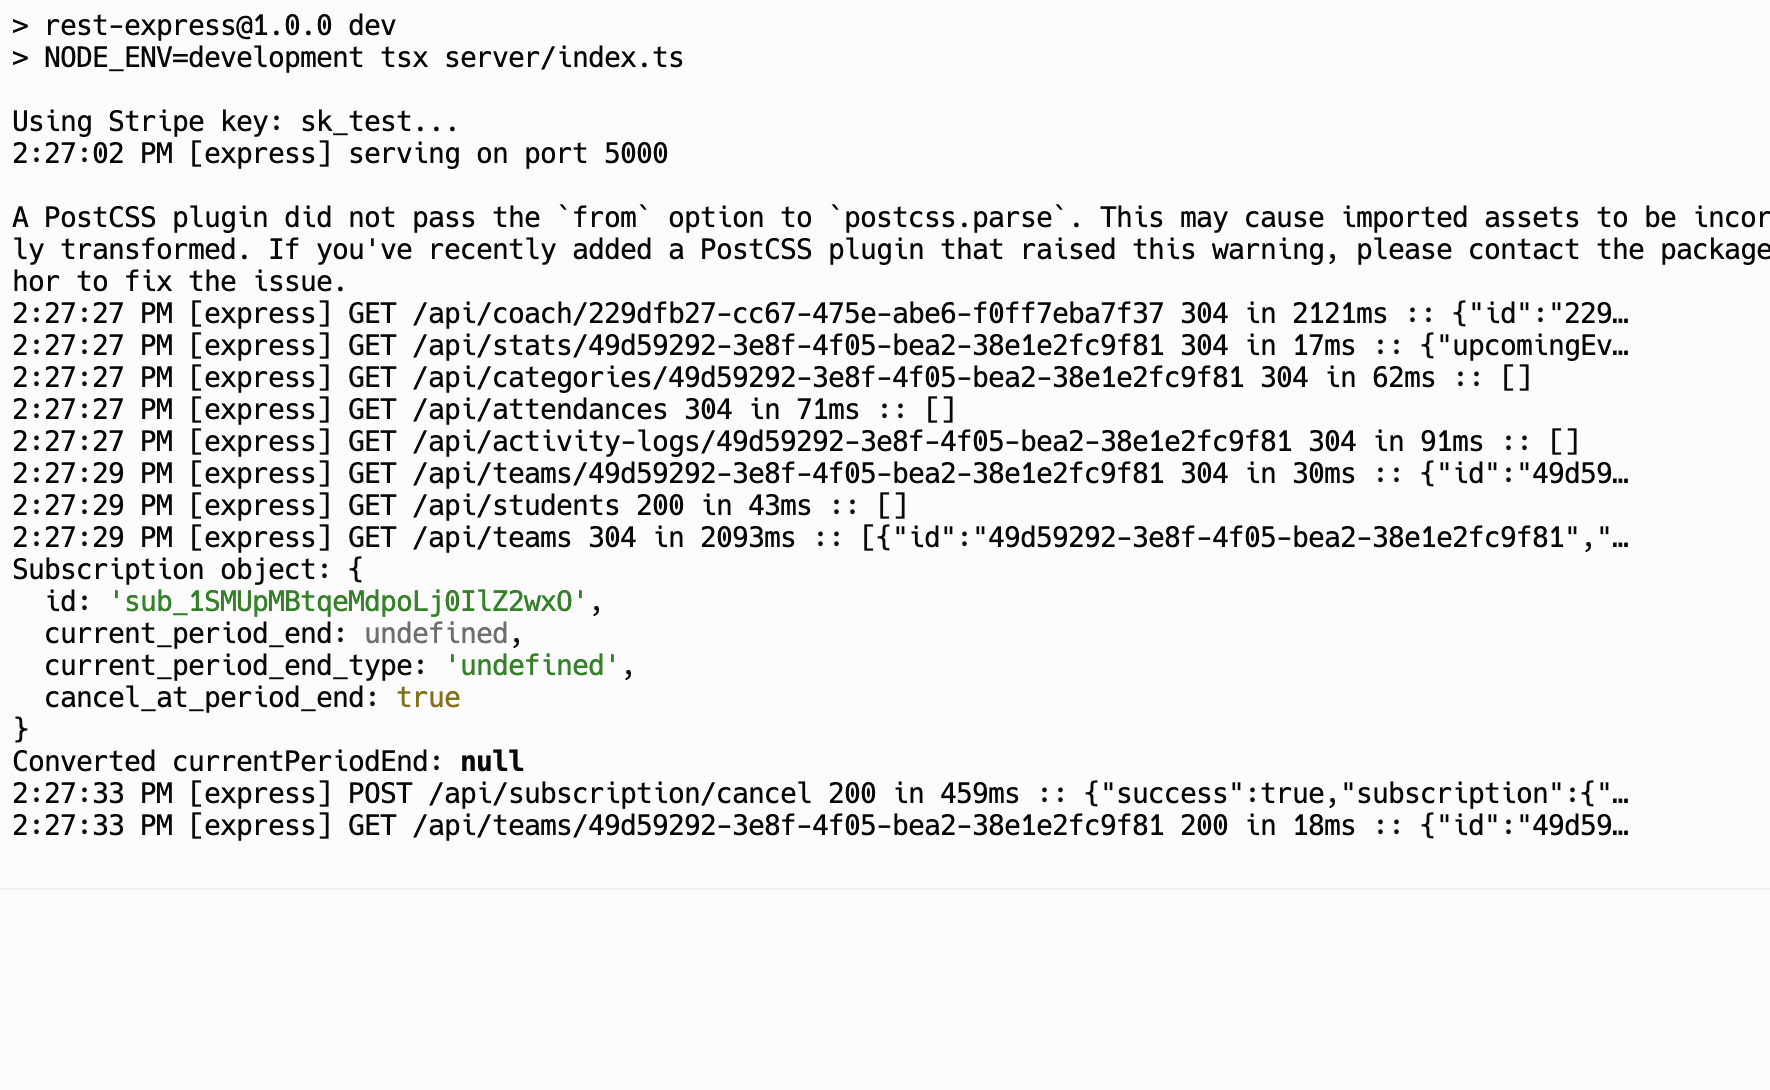 > rest-express@1.0.0 dev
> NODE_ENV=development tsx server/index.ts
Using Stripe key: sk_test...
2:27:02 PM [express] serving on port 5000
A PostCSS plugin did not pass the `from` option to `postcss.parse`. This may cause imported assets to be incor
ly transformed. If you've recently added a PostCSS plugin that raised this warning, please contact the package
hor to fix the issue.
2:27:27 PM [express] GET /api/coach/229dfb27-cc67-475e-abe6-f0ff7eba7f37 304 in 2121ms :: {"id":"229…
2:27:27 PM [express] GET /api/stats/49d59292-3e8f-4f05-bea2-38e1e2fc9f81 304 in 17ms :: {"upcomingEv…
2:27:27 PM [express] GET /api/categories/49d59292-3e8f-4f05-bea2-38e1e2fc9f81 304 in 62ms :: []
2:27:27 PM [express] GET /api/attendances 304 in 71ms :: []
2:27:27 PM [express] GET /api/activity-logs/49d59292-3e8f-4f05-bea2-38e1e2fc9f81 304 in 91ms :: []
2:27:29 PM [express] GET /api/teams/49d59292-3e8f-4f05-bea2-38e1e2fc9f81 304 in 30ms :: {"id":"49d59…
2:27:29 PM [express] GET /api/students 200 in 43ms :: []
2:27:29 PM [express] GET /api/teams 304 in 2093ms :: [{"id":"49d59292-3e8f-4f05-bea2-38e1e2fc9f81","…
Subscription object: {
  id: 'sub_1SMUpMBtqeMdpoLj0IlZ2wxO',
  current_period_end: undefined,
  current_period_end_type: 'undefined',
  cancel_at_period_end: true
}
Converted currentPeriodEnd: null
2:27:33 PM [express] POST /api/subscription/cancel 200 in 459ms :: {"success":true,"subscription":{"…
2:27:33 PM [express] GET /api/teams/49d59292-3e8f-4f05-bea2-38e1e2fc9f81 200 in 18ms :: {"id":"49d59…